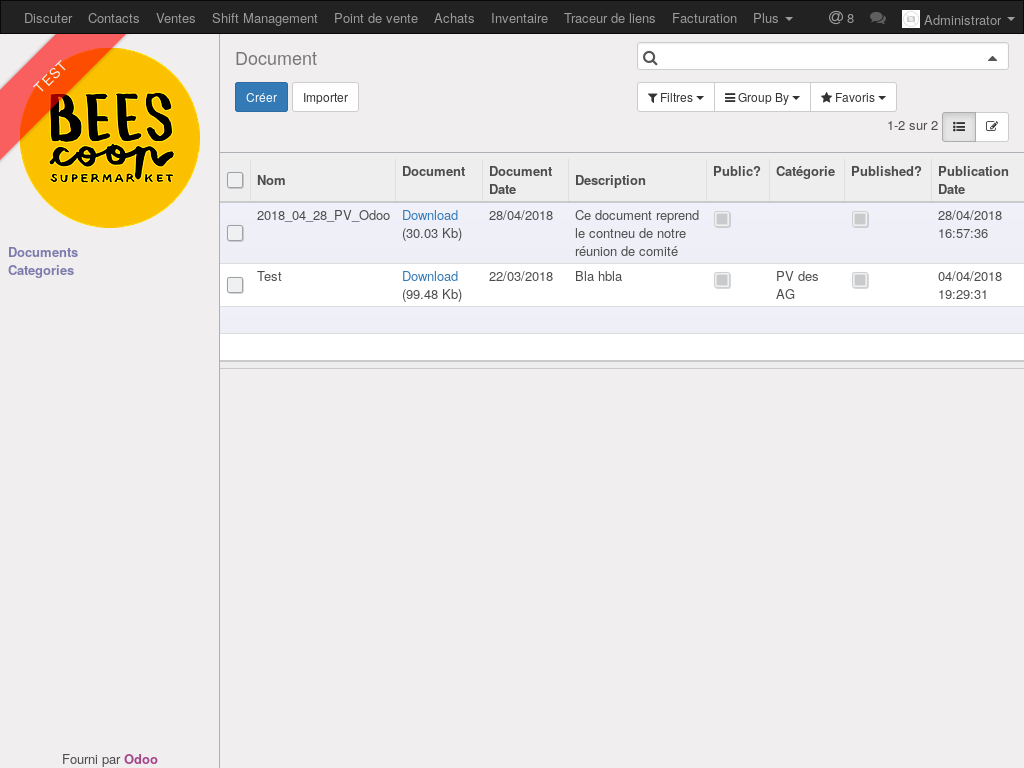 Discuter Contacts Ventes Shift Management Point de vente Achats Inventaire Traceur de liens Facturation Plus @ 8 Administrator
TEST
BEES
coop
SUPERMARKET
Documents
Categories
Fourni par Odoo
Document
Créer Importer
Filtres Group By Favoris
1-2 sur 2
Nom Document Document Date Description Public? Catégorie Published? Publication Date
2018_04_28_PV_Odoo Download 28/04/2018 Ce document reprend 28/04/2018
(30.03 Kb) le contneu de notre 16:57:36
réunion de comité
Test Download 22/03/2018 Bla hbla PV des 04/04/2018
(99.48 Kb) AG 19:29:31